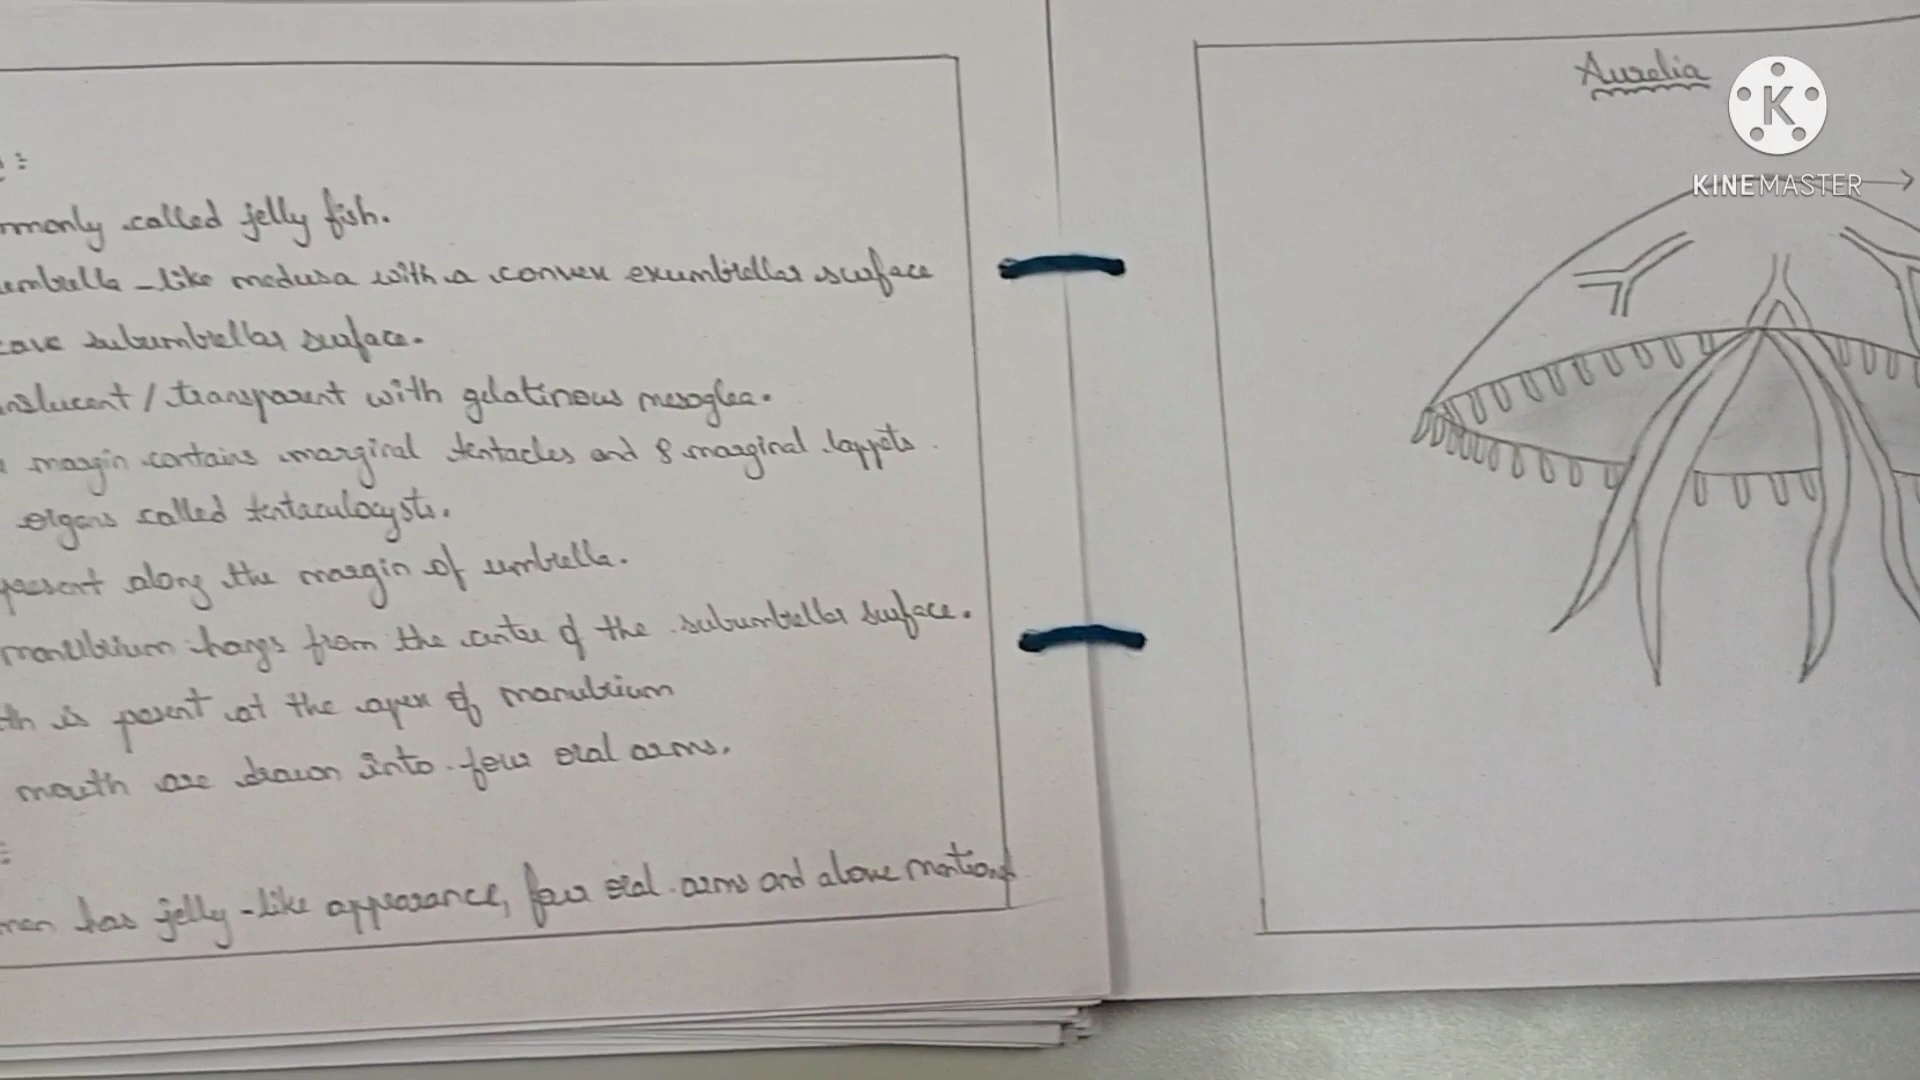 :
mmonly called jelly fish.
umbrella-like medusa with a convex exumbrellar surface
cave subumbrellar surface.
nslucent / transparent with gelatinous mesoglea.
margin contains marginal tentacles and 8 marginal lappets.
organs called tentaculocysts.
present along the margin of umbrella.
manubrium hangs from the center of the subumbrellar surface.
th is present at the apex of manubrium
mouth are drawn into few oral arms.
:
men has jelly-like appearance, few oral arms and above mention
Aurelia
K
KINEMASTER